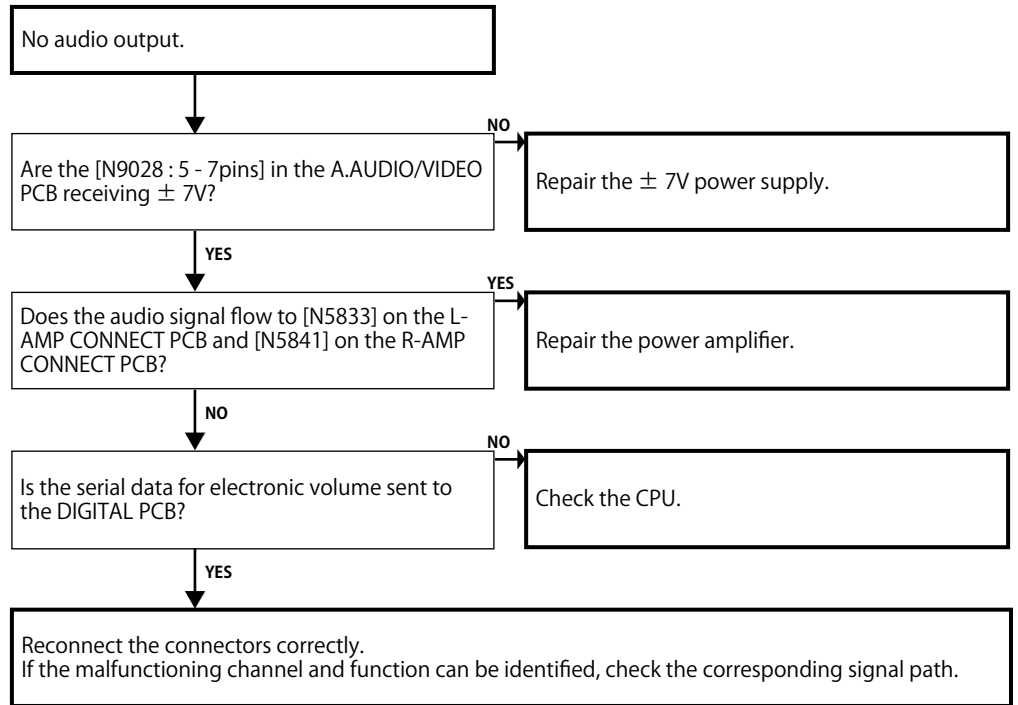 No audio output.
NO
Are the [N9028 : 5 - 7pins] in the A.AUDIO/VIDEO
PCB receiving ± 7V?
Repair the ± 7V power supply.
YES
YES
Does the audio signal flow to [N5833] on the L-
AMP CONNECT PCB and [N5841] on the R-AMP
CONNECT PCB?
Repair the power amplifier.
NO
NO
Is the serial data for electronic volume sent to
the DIGITAL PCB?
Check the CPU.
YES
Reconnect the connectors correctly.
If the malfunctioning channel and function can be identified, check the corresponding signal path.